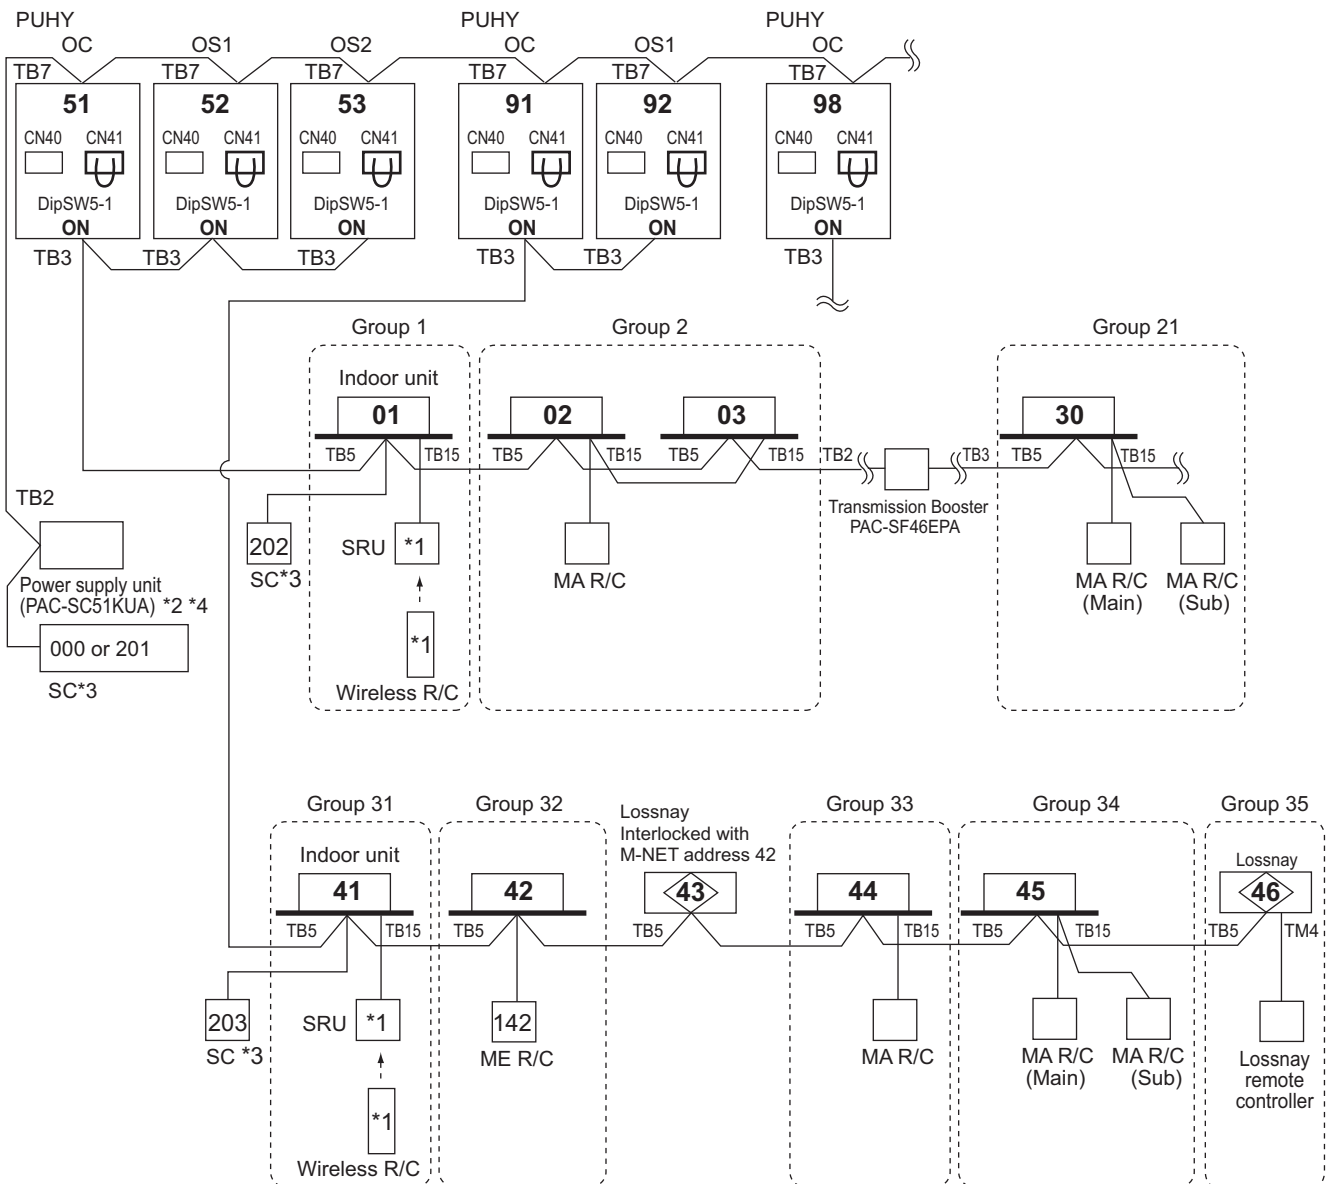 PUHY PUHY PUHY
OC OS1 OS2 OC OS1 OC
TB7 TB7 TB7 TB7 TB7 TB7
51 52 53 91 92 98
CN40 CN41 CN40 CN41 CN40 CN41 CN40 CN41 CN40 CN41 CN40 CN41
DipSW5-1 DipSW5-1 DipSW5-1 DipSW5-1 DipSW5-1 DipSW5-1
ON ON ON ON ON ON
TB3 TB3 TB3 TB3 TB3 TB3
Group 1 Group 2 Group 21
Indoor unit
01 02 03 30
TB5 TB15 TB5 TB15 TB5 TB15 TB2 TB3 TB5 TB15
Transmission Booster
PAC-SF46EPA
TB2
202 SRU *1
SC*3 MA R/C
MA R/C
(Main)
MA R/C
(Sub)
Power supply unit
(PAC-SC51KUA) *2 *4
000 or 201
SC*3
*1
Wireless R/C
Group 31 Group 32
Lossnay
Interlocked with
M-NET address 42
Group 33 Group 34 Group 35
Indoor unit Lossnay
41 42 43 44 45 46
TB5 TB15 TB5 TB5 TB5 TB15 TB5 TB15 TB5 TM4
203 SRU *1 142
SC *3 ME R/C MA R/C
MA R/C
(Main)
MA R/C
(Sub)
Lossnay
remote
controller
*1
Wireless R/C